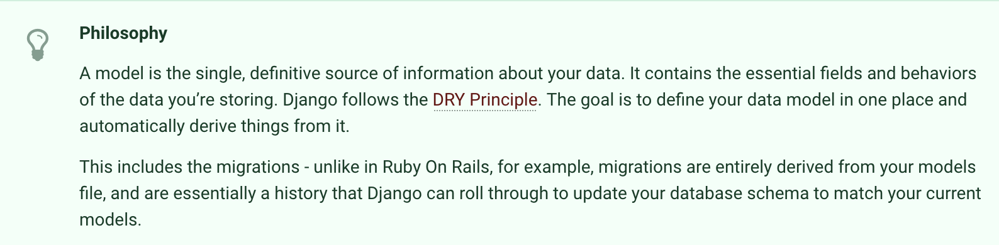 Philosophy
A model is the single, definitive source of information about your data. It contains the essential fields and behaviors
of the data you’re storing. Django follows the DRY Principle. The goal is to define your data model in one place and
automatically derive things from it.
This includes the migrations - unlike in Ruby On Rails, for example, migrations are entirely derived from your models
file, and are essentially a history that Django can roll through to update your database schema to match your current
models.